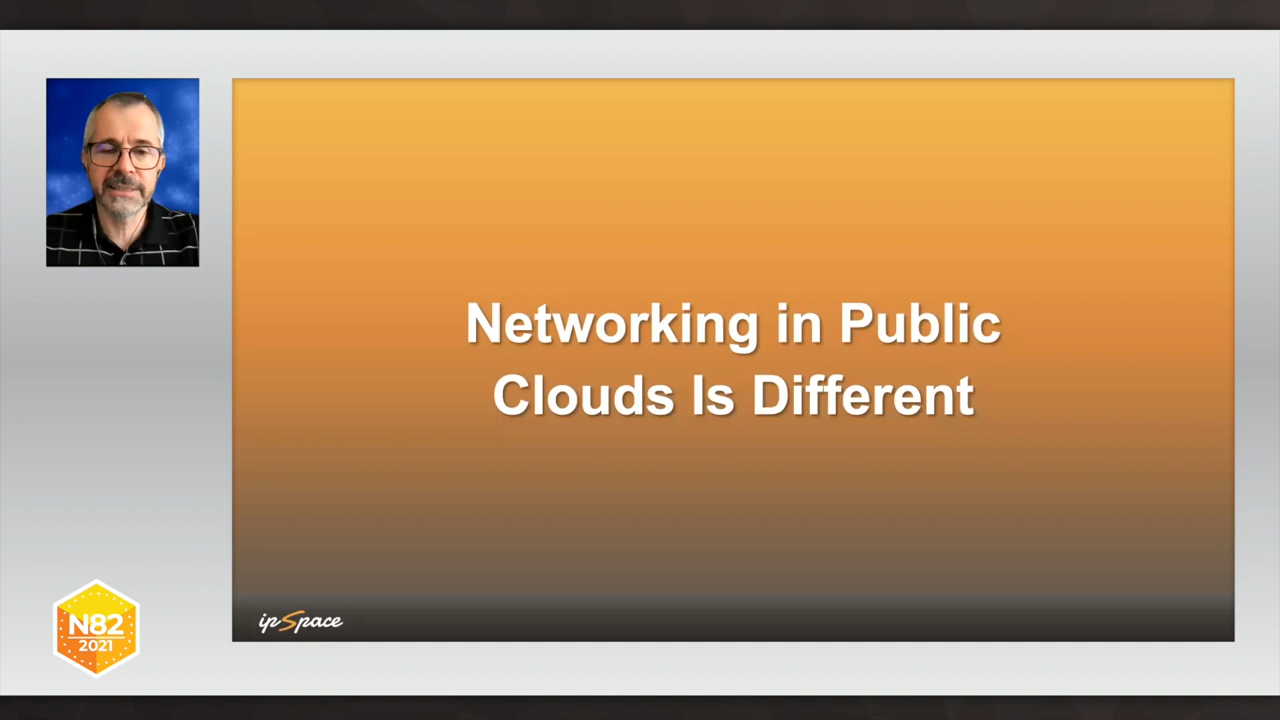 Networking in Public
Clouds Is Different
ipSpace
N82
2021